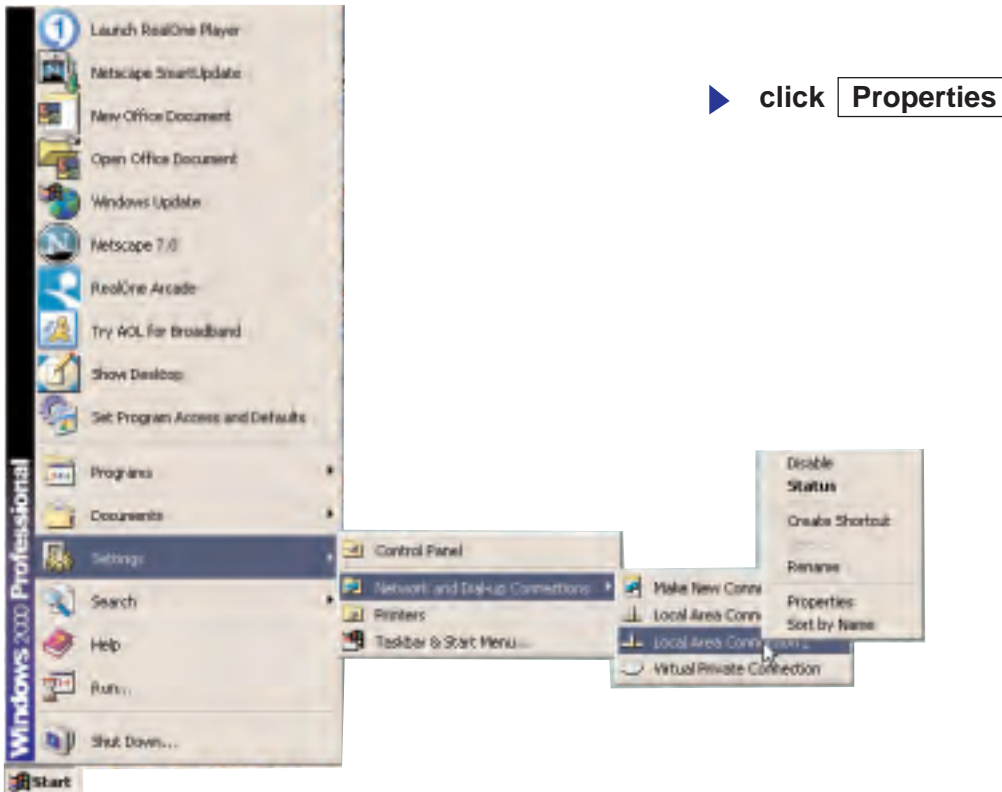 Launch RealOne Player
Netscape SmartUpdate
New Office Document
Open Office Document
Windows Update
Netscape 7.0
RealOne Arcade
Try AOL for Broadband
Show Desktop
Set Program Access and Defaults
Programs
Documents
Settings
Search
Help
Run...
Shut Down...
Windows 2000 Professional
Start
Control Panel
Network and Dial-up Connections
Printers
Taskbar & Start Menu...
Make New Conne
Local Area Conn
Local Area Connection 2
Virtual Private Connection
Disable
Status
Create Shortcut
Rename
Properties
Sort by Name
click Properties